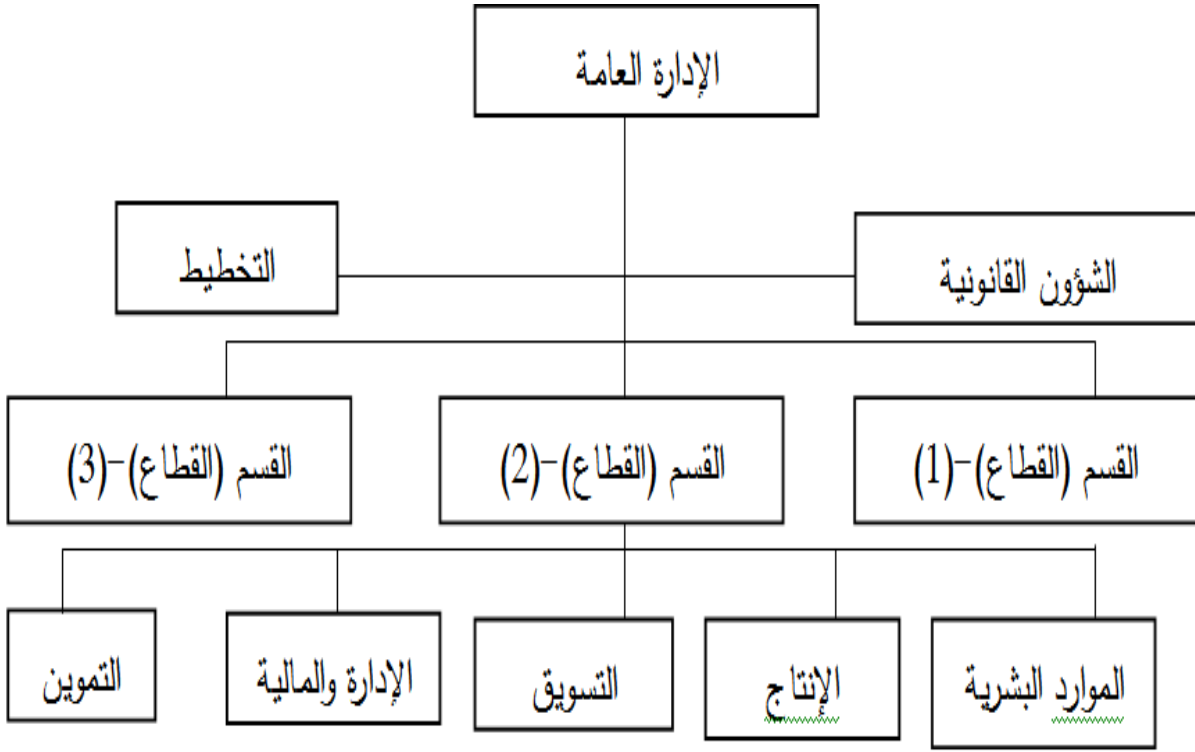 الإدارة العامة
الشؤون القانونية
التخطيط
القسم (القطاع)-(1)
القسم (القطاع)-(2)
القسم (القطاع)-(3)
الموارد البشرية
الإنتاج
التسويق
الإدارة والمالية
التموين